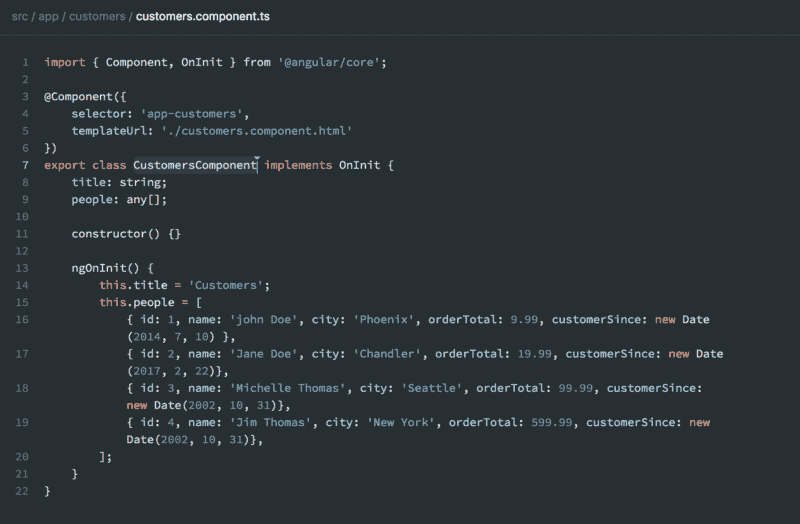 src / app / customers / customers.component.ts
1 import { Component, OnInit } from '@angular/core';
2
3 @Component({
4 selector: 'app-customers',
5 templateUrl: './customers.component.html'
6 })
7 export class CustomersComponent implements OnInit {
8 title: string;
9 people: any[];
10
11 constructor() {}
12
13 ngOnInit() {
14 this.title = 'Customers';
15 this.people = [
16 { id: 1, name: 'john Doe', city: 'Phoenix', orderTotal: 9.99, customerSince: new Date
(2014, 7, 10) },
17 { id: 2, name: 'Jane Doe', city: 'Chandler', orderTotal: 19.99, customerSince: new Date
(2017, 2, 22)},
18 { id: 3, name: 'Michelle Thomas', city: 'Seattle', orderTotal: 99.99, customerSince:
new Date(2002, 10, 31)},
19 { id: 4, name: 'Jim Thomas', city: 'New York', orderTotal: 599.99, customerSince: new
Date(2002, 10, 31)},
20 ];
21 }
22 }